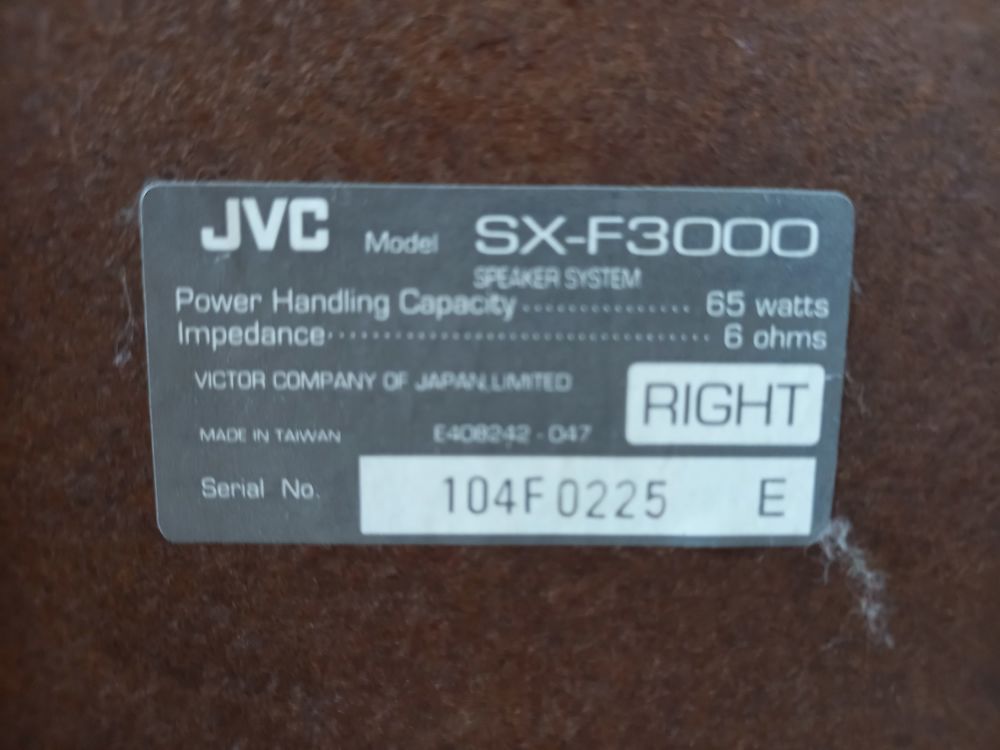 JVC Model SX-F3000
SPEAKER SYSTEM
Power Handling Capacity ............... 65 watts
Impedance .................................. 6 ohms
VICTOR COMPANY OF JAPAN, LIMITED
RIGHT
MADE IN TAIWAN E408242-047
Serial No. 104F0225 E